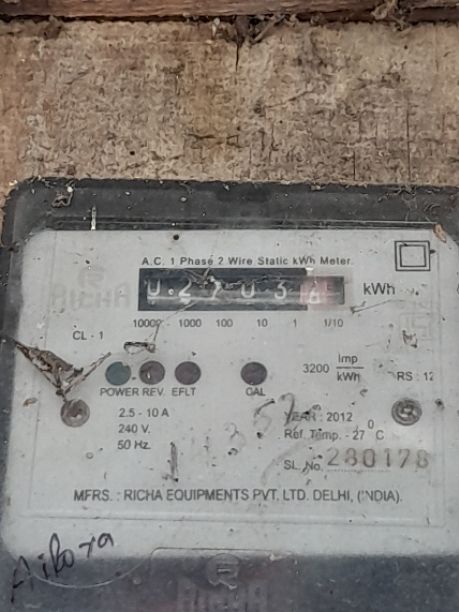 A.C. 1 Phase 2 Wire Static kWh Meter.
RICHA
kWh
10000 1000 100 10 1 1/10
CL - 1
3200 Imp/kWh
RS : 12
POWER REV. EFLT CAL
2.5 - 10 A
240 V.
50 Hz.
YEAR : 2012
Ref. Temp. - 27 °C
SL. No. 280178
MFRS. : RICHA EQUIPMENTS PVT. LTD. DELHI, (INDIA).
R
RICHA